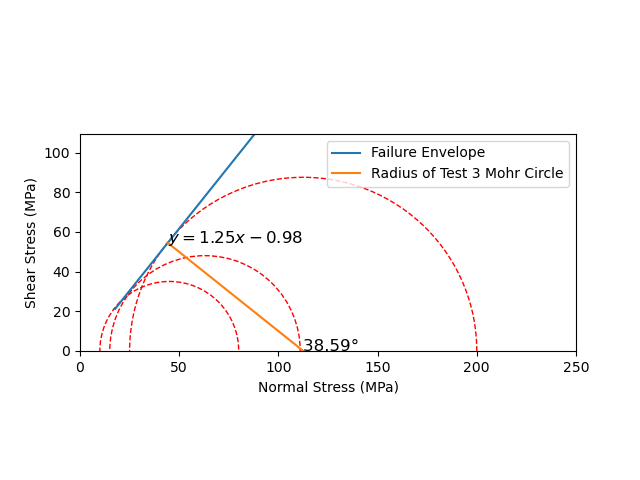 Failure Envelope
Radius of Test 3 Mohr Circle
y = 1.25x − 0.98
38.59°
100
80
60
40
20
0
Shear Stress (MPa)
0 50 100 150 200 250
Normal Stress (MPa)